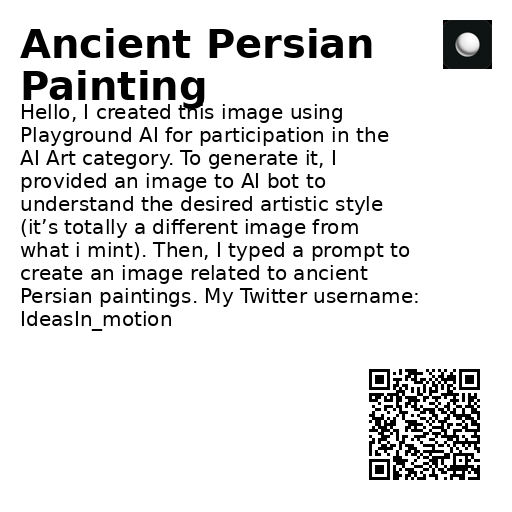 Ancient Persian
Painting
Hello, I created this image using
Playground AI for participation in the
AI Art category. To generate it, I
provided an image to AI bot to
understand the desired artistic style
(it’s totally a different image from
what i mint). Then, I typed a prompt to
create an image related to ancient
Persian paintings. My Twitter username:
IdeasIn_motion